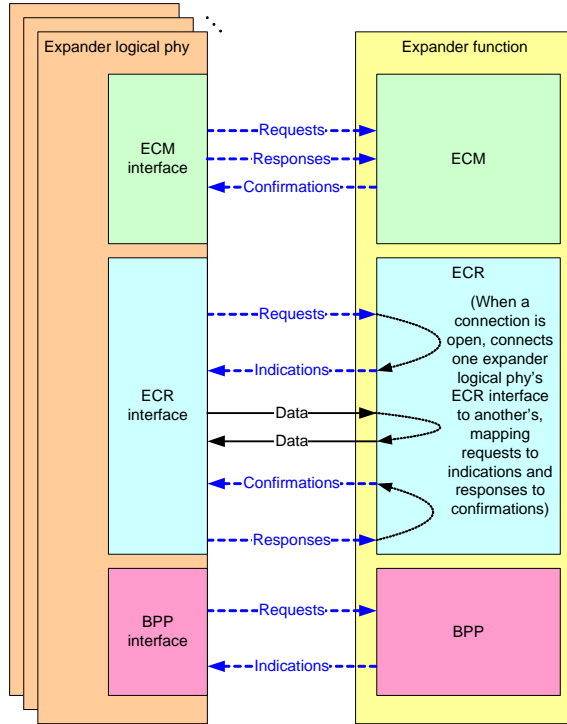 Expander logical phy
Expander function
ECM
interface
Requests
Responses
Confirmations
ECM
ECR
interface
Requests
Indications
Data
Data
Confirmations
Responses
ECR
(When a
connection is
open, connects
one expander
logical phy's
ECR interface
to another's,
mapping
requests to
indications and
responses to
confirmations)
BPP
interface
Requests
Indications
BPP